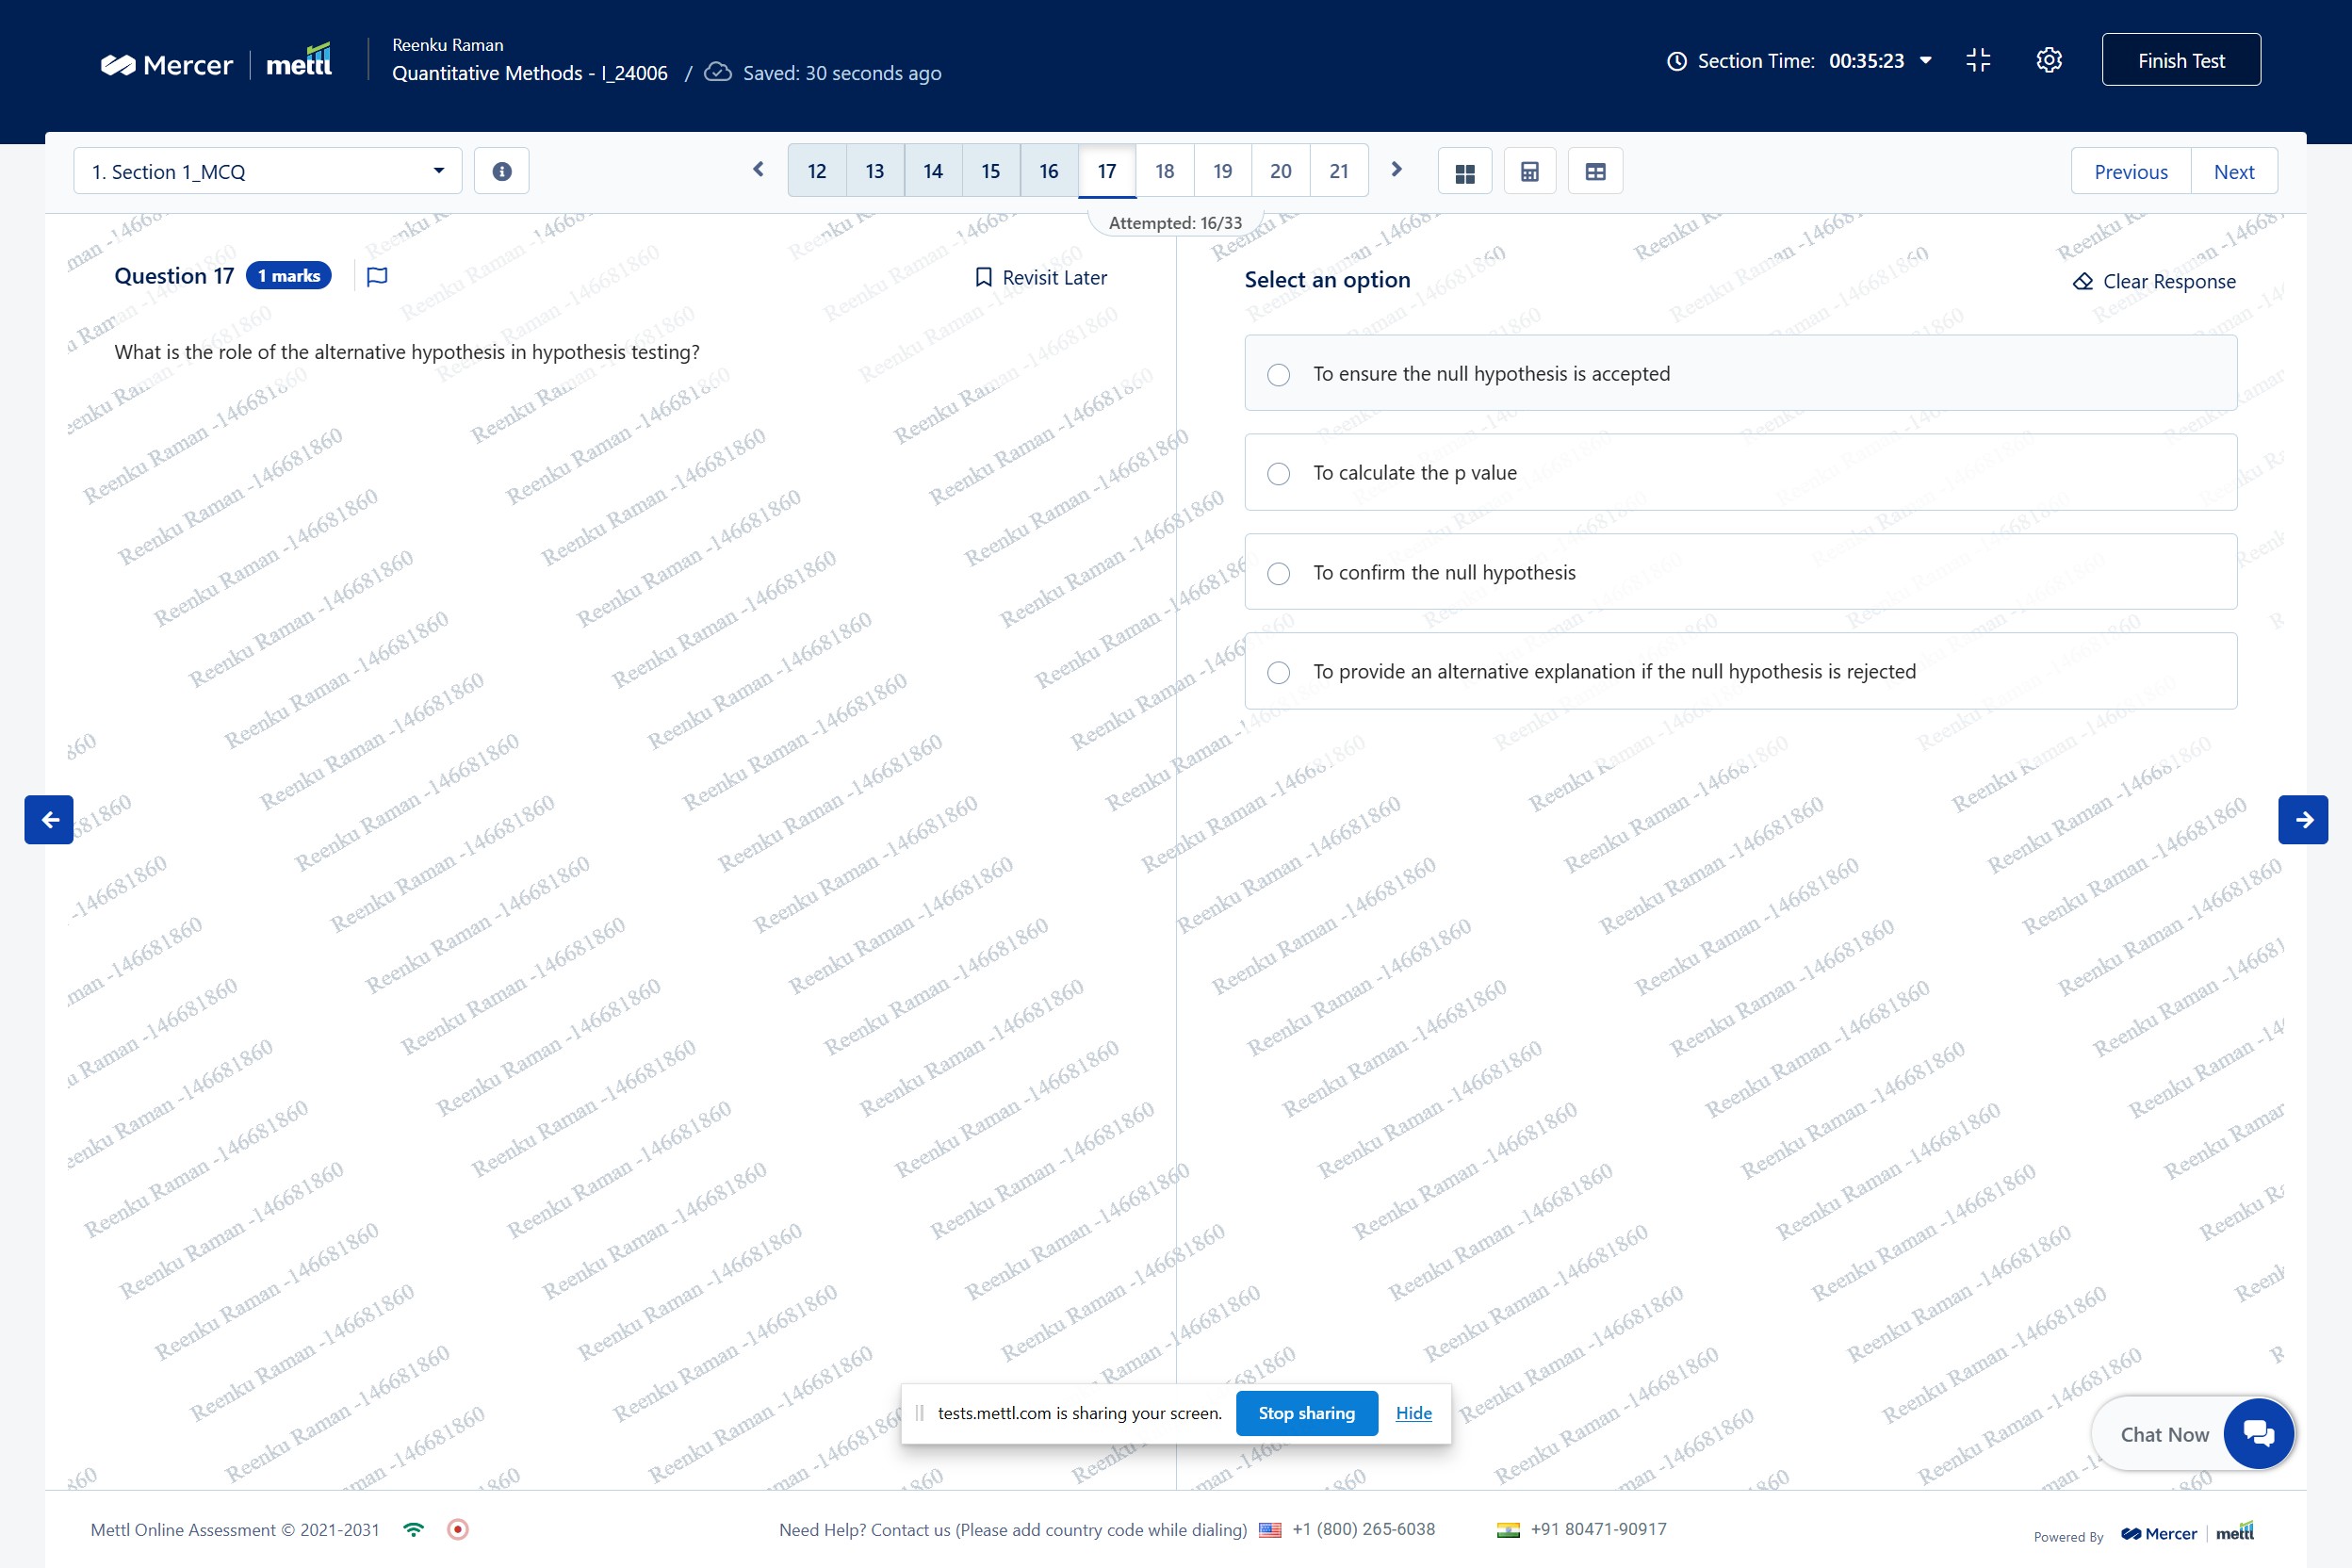 Mercer | mettl
Reenku Raman
Quantitative Methods - I_24006 / Saved: 30 seconds ago
Section Time: 00:35:23
Finish Test
1. Section 1_MCQ
12 13 14 15 16 17 18 19 20 21
Previous Next
Attempted: 16/33
Question 17 1 marks
Revisit Later
What is the role of the alternative hypothesis in hypothesis testing?
Select an option
Clear Response
To ensure the null hypothesis is accepted
To calculate the p value
To confirm the null hypothesis
To provide an alternative explanation if the null hypothesis is rejected
Reenku Raman -146681860
tests.mettl.com is sharing your screen. Stop sharing Hide
Chat Now
Mettl Online Assessment © 2021-2031
Need Help? Contact us (Please add country code while dialing) +1 (800) 265-6038 +91 80471-90917
Powered By Mercer | mettl